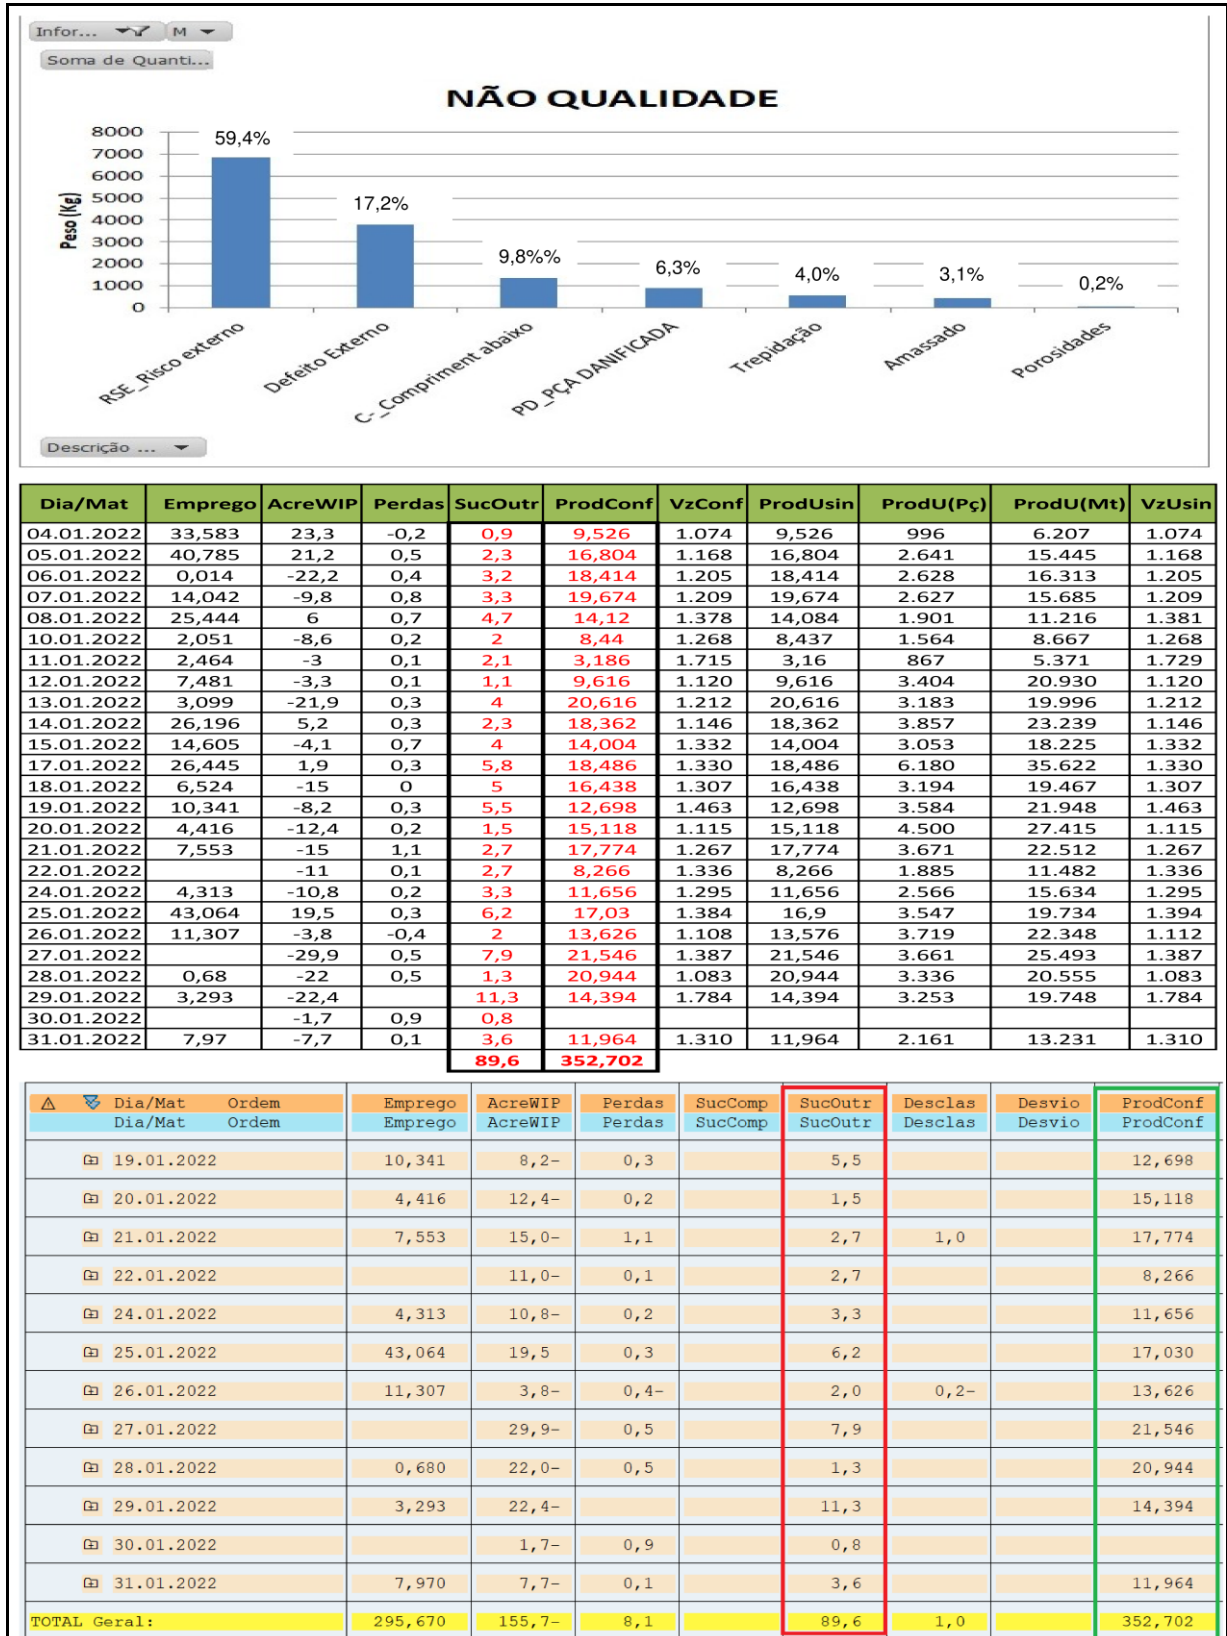 Infor... M
Soma de Quanti...
NÃO QUALIDADE
Peso (Kg)
8000
7000
6000
5000
4000
3000
2000
1000
0
59,4%
17,2%
9,8%%
6,3%
4,0%
3,1%
0,2%
RSE_Risco externo
Defeito Externo
C-_Compriment abaixo
PD_PÇA DANIFICADA
Trepidação
Amassado
Porosidades
Descrição ...
Dia/Mat Emprego AcreWIP Perdas SucOutr ProdConf VzConf ProdUsin ProdU(Pç) ProdU(Mt) VzUsin
04.01.2022 33,583 23,3 -0,2 0,9 9,526 1.074 9,526 996 6.207 1.074
05.01.2022 40,785 21,2 0,5 2,3 16,804 1.168 16,804 2.641 15.445 1.168
06.01.2022 0,014 -22,2 0,4 3,2 18,414 1.205 18,414 2.628 16.313 1.205
07.01.2022 14,042 -9,8 0,8 3,3 19,674 1.209 19,674 2.627 15.685 1.209
08.01.2022 25,444 6 0,7 4,7 14,12 1.378 14,084 1.901 11.216 1.381
10.01.2022 2,051 -8,6 0,2 2 8,44 1.268 8,437 1.564 8.667 1.268
11.01.2022 2,464 -3 0,1 2,1 3,186 1.715 3,16 867 5.371 1.729
12.01.2022 7,481 -3,3 0,1 1,1 9,616 1.120 9,616 3.404 20.930 1.120
13.01.2022 3,099 -21,9 0,3 4 20,616 1.212 20,616 3.183 19.996 1.212
14.01.2022 26,196 5,2 0,3 2,3 18,362 1.146 18,362 3.857 23.239 1.146
15.01.2022 14,605 -4,1 0,7 4 14,004 1.332 14,004 3.053 18.225 1.332
17.01.2022 26,445 1,9 0,3 5,8 18,486 1.330 18,486 6.180 35.622 1.330
18.01.2022 6,524 -15 0 5 16,438 1.307 16,438 3.194 19.467 1.307
19.01.2022 10,341 -8,2 0,3 5,5 12,698 1.463 12,698 3.584 21.948 1.463
20.01.2022 4,416 -12,4 0,2 1,5 15,118 1.115 15,118 4.500 27.415 1.115
21.01.2022 7,553 -15 1,1 2,7 17,774 1.267 17,774 3.671 22.512 1.267
22.01.2022 -11 0,1 2,7 8,266 1.336 8,266 1.885 11.482 1.336
24.01.2022 4,313 -10,8 0,2 3,3 11,656 1.295 11,656 2.566 15.634 1.295
25.01.2022 43,064 19,5 0,3 6,2 17,03 1.384 16,9 3.547 19.734 1.394
26.01.2022 11,307 -3,8 -0,4 2 13,626 1.108 13,576 3.719 22.348 1.112
27.01.2022 -29,9 0,5 7,9 21,546 1.387 21,546 3.661 25.493 1.387
28.01.2022 0,68 -22 0,5 1,3 20,944 1.083 20,944 3.336 20.555 1.083
29.01.2022 3,293 -22,4 11,3 14,394 1.784 14,394 3.253 19.748 1.784
30.01.2022 -1,7 0,9 0,8
31.01.2022 7,97 -7,7 0,1 3,6 11,964 1.310 11,964 2.161 13.231 1.310
89,6 352,702
Dia/Mat Ordem Emprego AcreWIP Perdas SucComp SucOutr Desclas Desvio ProdConf
Dia/Mat Ordem Emprego AcreWIP Perdas SucComp SucOutr Desclas Desvio ProdConf
19.01.2022 10,341 8,2- 0,3 5,5 12,698
20.01.2022 4,416 12,4- 0,2 1,5 15,118
21.01.2022 7,553 15,0- 1,1 2,7 1,0 17,774
22.01.2022 11,0- 0,1 2,7 8,266
24.01.2022 4,313 10,8- 0,2 3,3 11,656
25.01.2022 43,064 19,5 0,3 6,2 17,030
26.01.2022 11,307 3,8- 0,4- 2,0 0,2- 13,626
27.01.2022 29,9- 0,5 7,9 21,546
28.01.2022 0,680 22,0- 0,5 1,3 20,944
29.01.2022 3,293 22,4- 11,3 14,394
30.01.2022 1,7- 0,9 0,8
31.01.2022 7,970 7,7- 0,1 3,6 11,964
TOTAL Geral: 295,670 155,7- 8,1 89,6 1,0 352,702